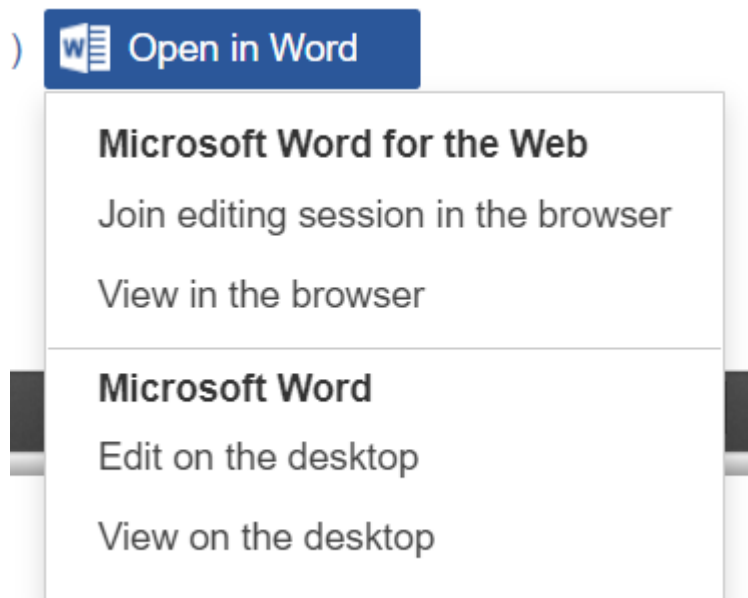 ) Open in Word
Microsoft Word for the Web
Join editing session in the browser
View in the browser
Microsoft Word
Edit on the desktop
View on the desktop